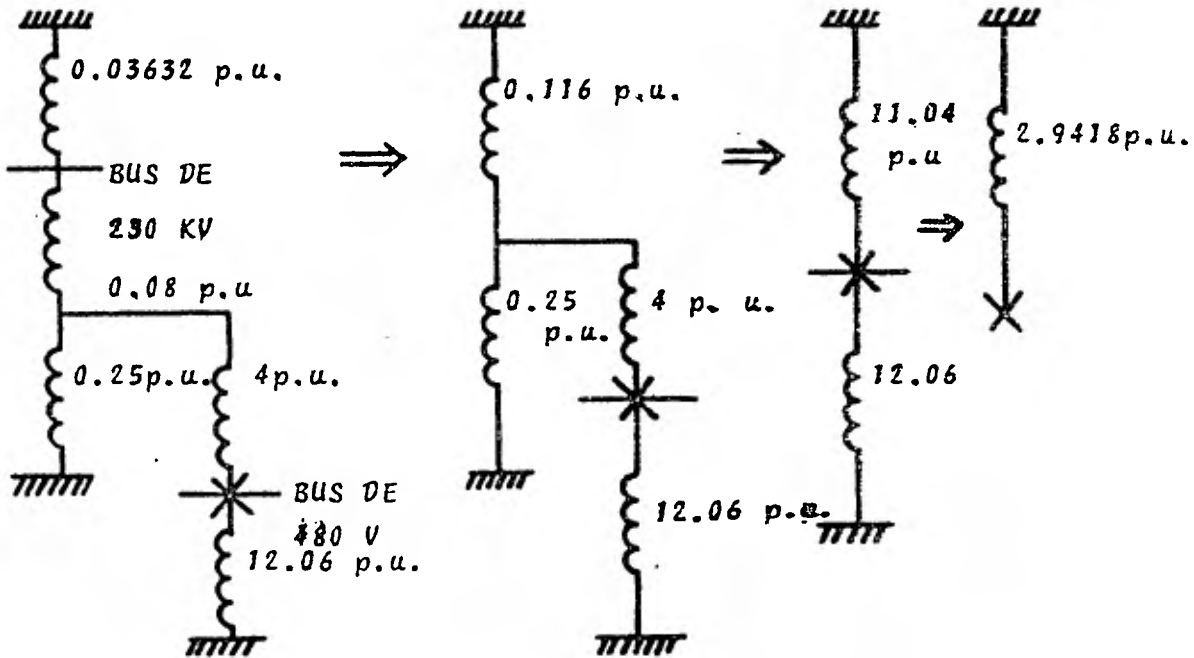 0.03632 p.u.
BUS DE
230 KV
0.08 p.u
0.25p.u.
4p.u.
BUS DE
480 V
12.06 p.u.
0.116 p.u.
0.25
p.u.
4 p. u.
12.06 p.u.
11.04
p.u
12.06
2.9418p.u.